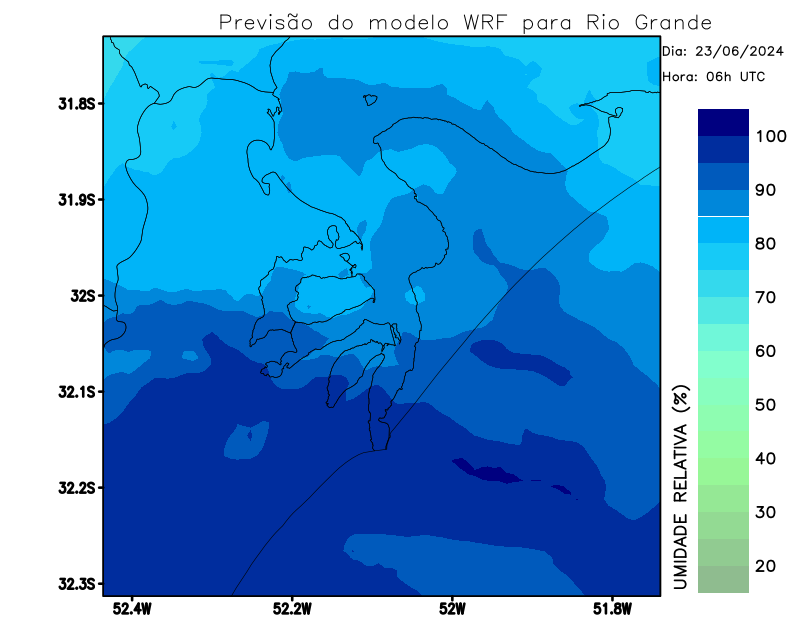 Previsão do modelo WRF para Rio Grande
Dia: 23/06/2024
Hora: 06h UTC
31.8S
31.9S
32S
32.1S
32.2S
32.3S
52.4W
52.2W
52W
51.8W
UMIDADE RELATIVA (%)
100
90
80
70
60
50
40
30
20